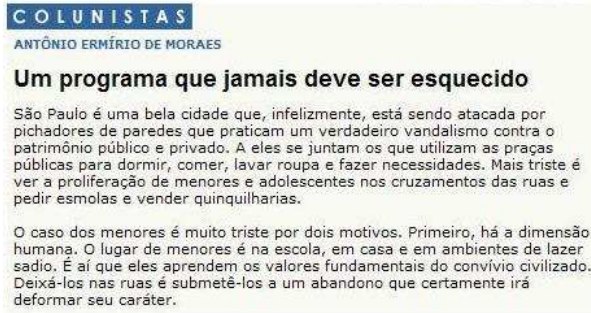 COLUNISTAS
ANTÔNIO ERMÍRIO DE MORAES
Um programa que jamais deve ser esquecido
São Paulo é uma bela cidade que, infelizmente, está sendo atacada por
pichadores de paredes que praticam um verdadeiro vandalismo contra o
patrimônio público e privado. A eles se juntam os que utilizam as praças
públicas para dormir, comer, lavar roupa e fazer necessidades. Mais triste é
ver a proliferação de menores e adolescentes nos cruzamentos das ruas e
pedir esmolas e vender quinquilharias.
O caso dos menores é muito triste por dois motivos. Primeiro, há a dimensão
humana. O lugar de menores é na escola, em casa e em ambientes de lazer
sadio. É aí que eles aprendem os valores fundamentais do convívio civilizado.
Deixá-los nas ruas é submetê-los a um abandono que certamente irá
deformar seu caráter.